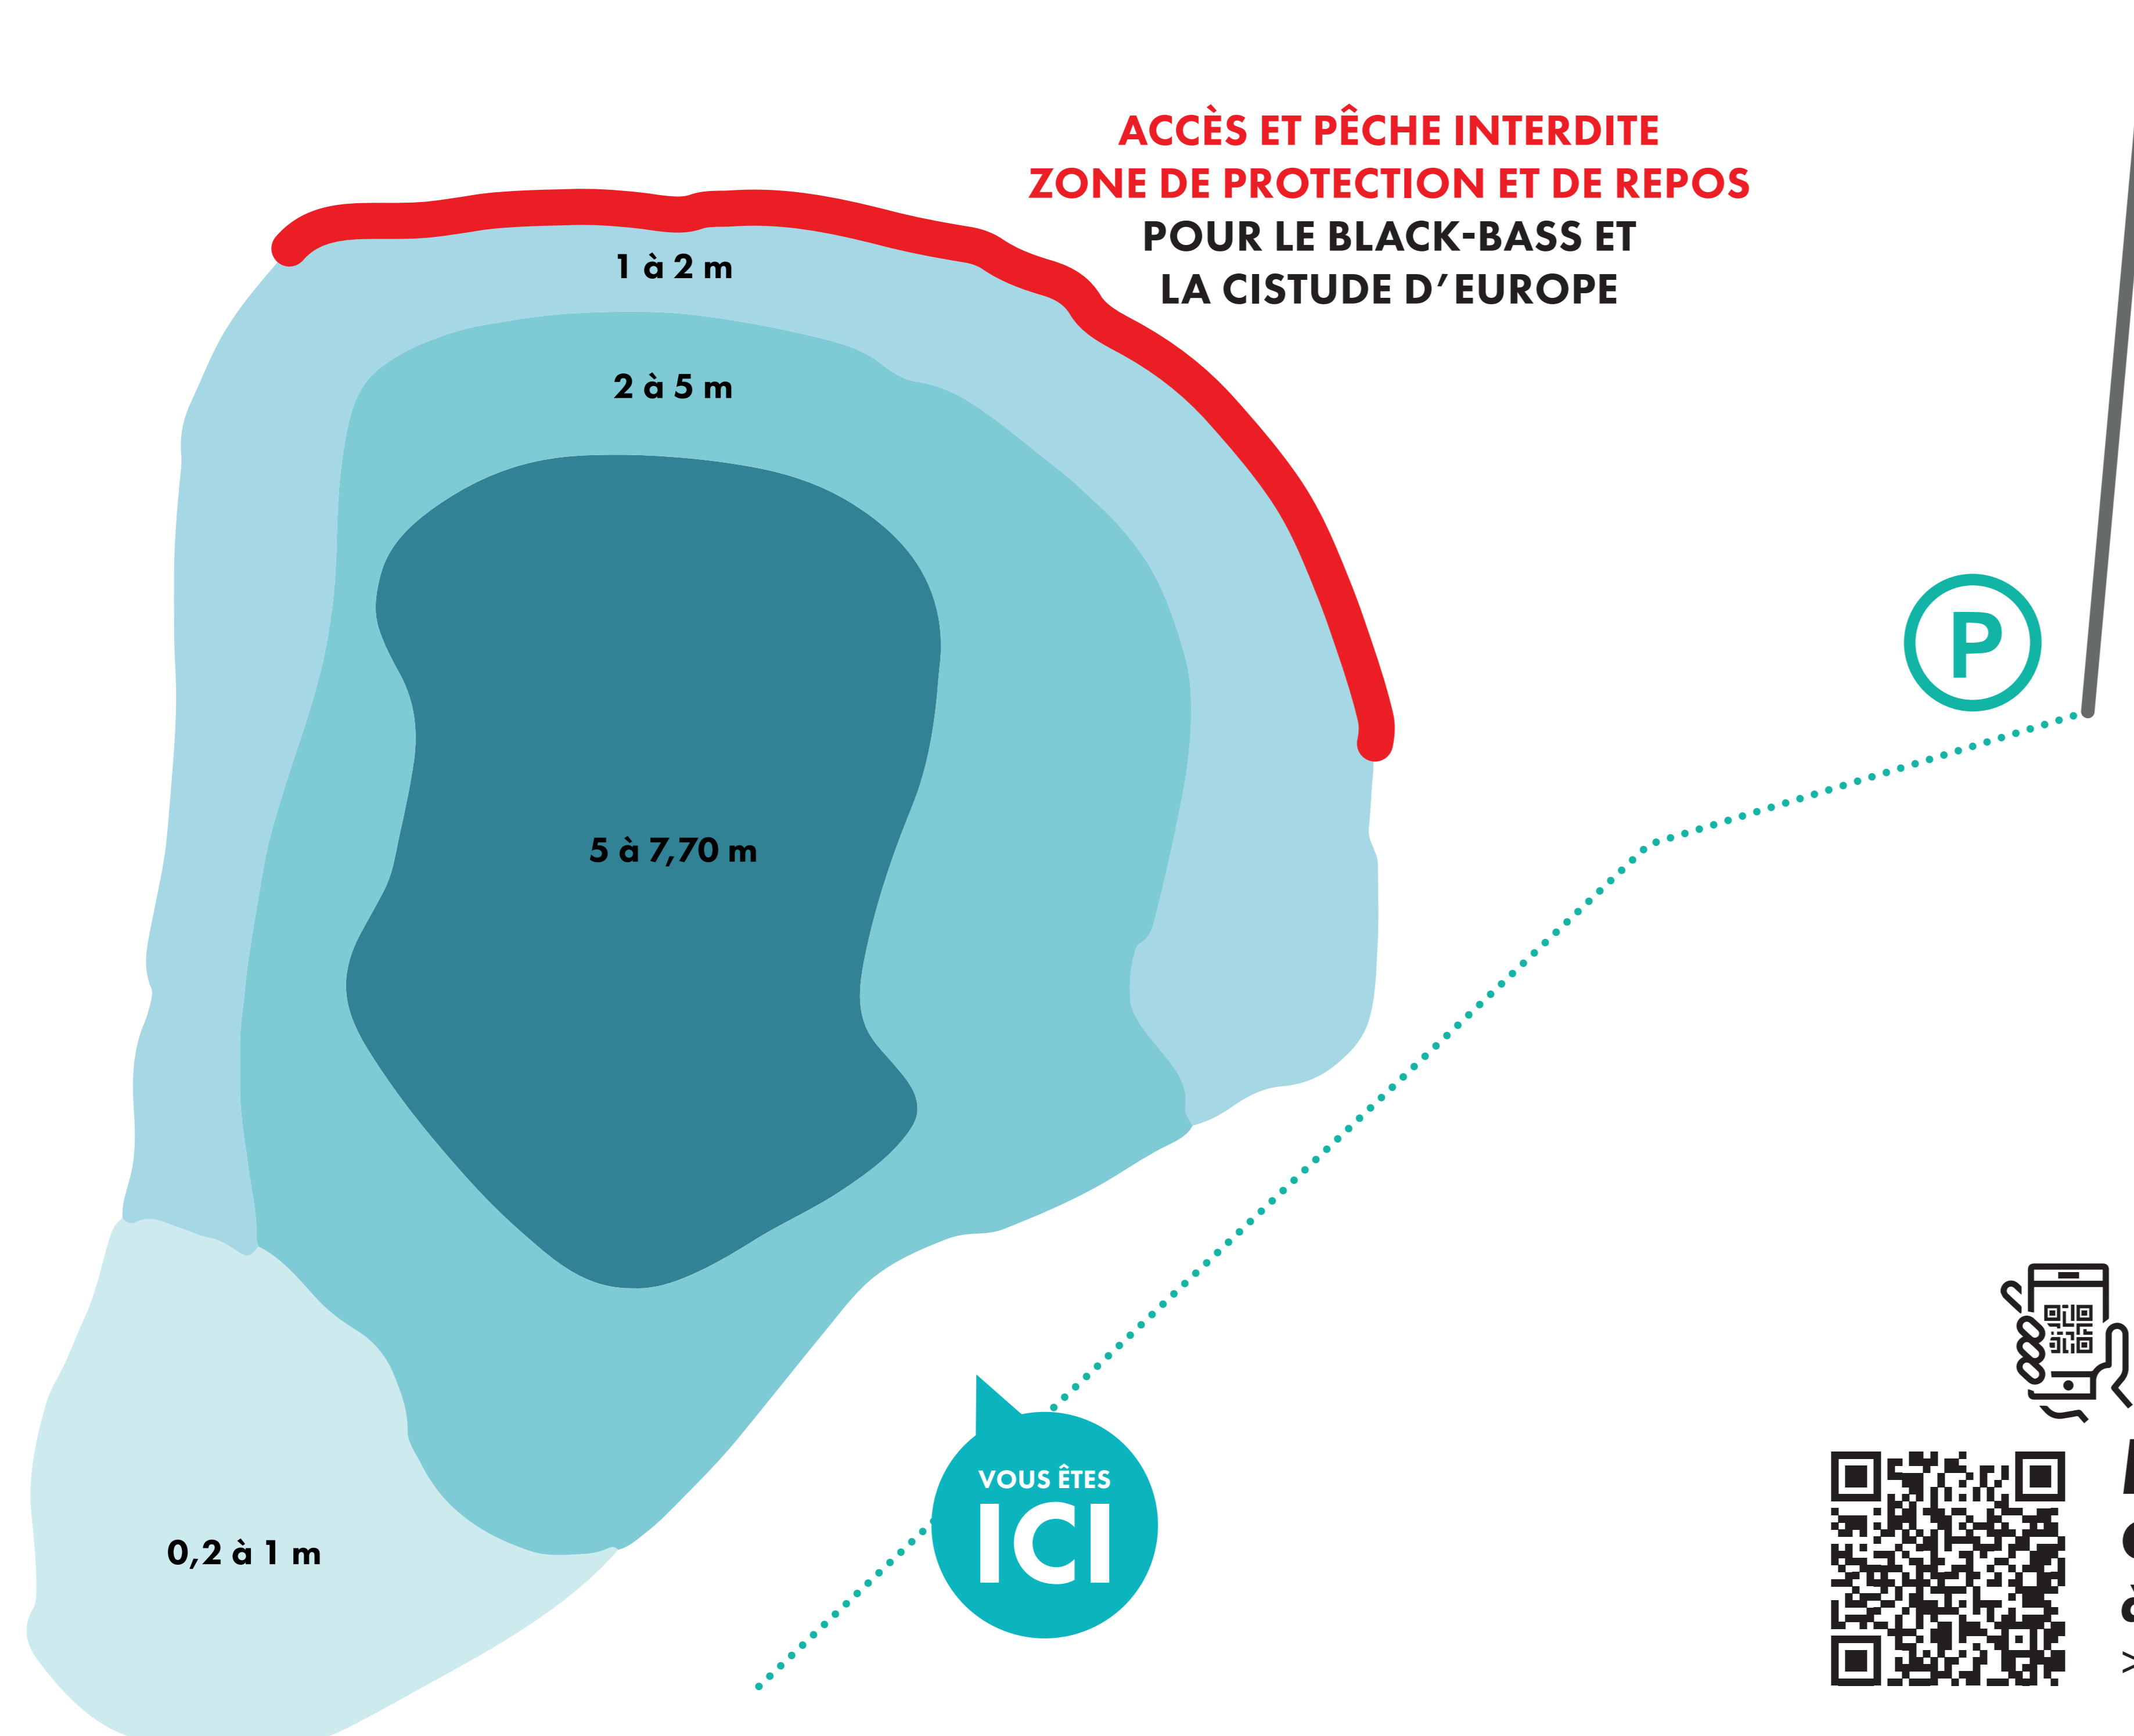 ACCÈS ET PÊCHE INTERDITE
ZONE DE PROTECTION ET DE REPOS
POUR LE BLACK-BASS ET
LA CISTUDE D’EUROPE
1 à 2 m
2 à 5 m
P
5 à 7,70 m
VOUS ÊTES
ICI
0,2 à 1 m